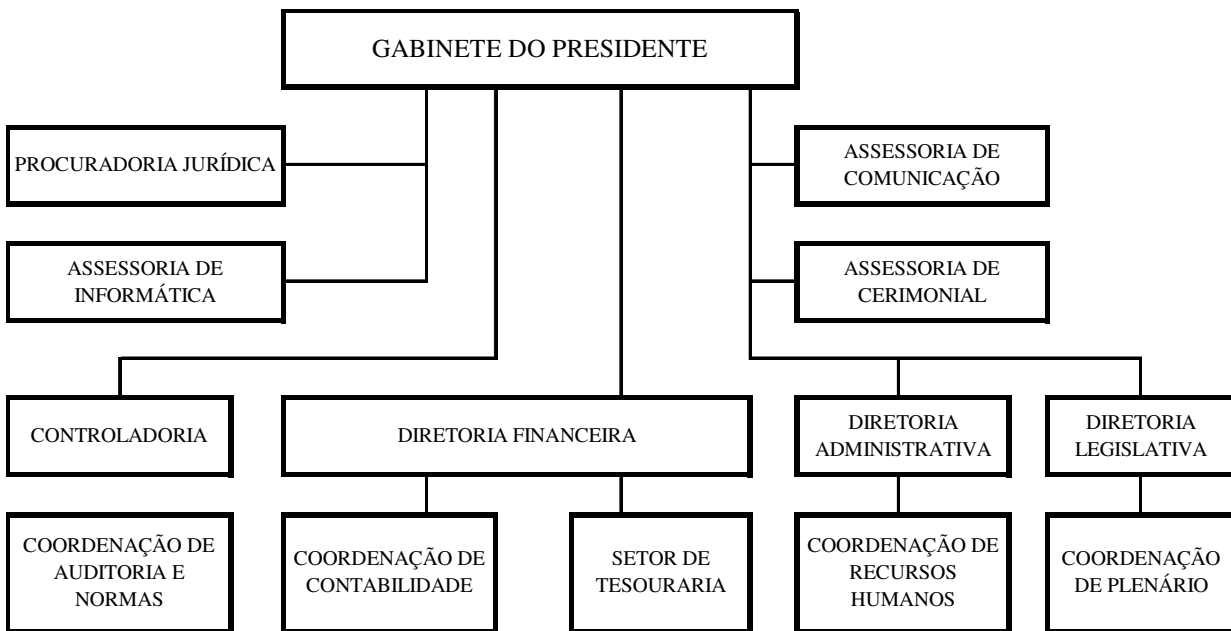 GABINETE DO PRESIDENTE
PROCURADORIA JURÍDICA
ASSESSORIA DE
COMUNICAÇÃO
ASSESSORIA DE
INFORMÁTICA
ASSESSORIA DE
CERIMONIAL
CONTROLADORIA
DIRETORIA FINANCEIRA
DIRETORIA
ADMINISTRATIVA
DIRETORIA
LEGISLATIVA
COORDENAÇÃO DE
AUDITORIA E
NORMAS
COORDENAÇÃO DE
CONTABILIDADE
SETOR DE
TESOURARIA
COORDENAÇÃO DE
RECURSOS
HUMANOS
COORDENAÇÃO
DE PLENÁRIO